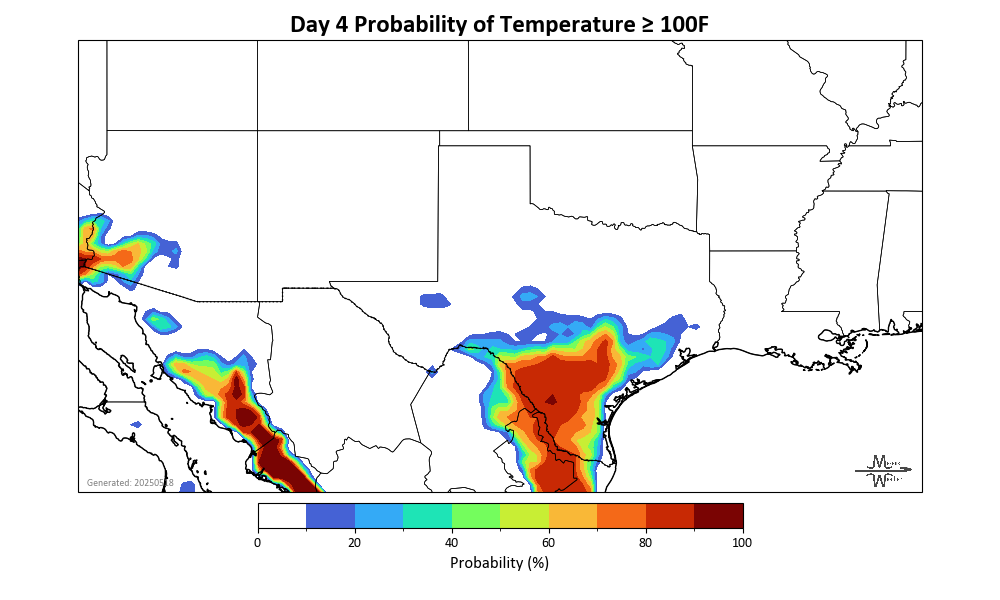 Day 4 Probability of Temperature ≥ 100F
Generated: 20250518
0 20 40 60 80 100
Probability (%)